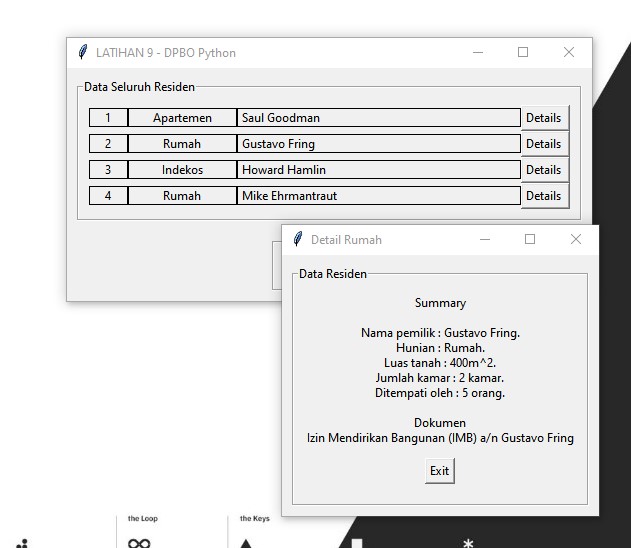 LATIHAN 9 - DPBO Python
Data Seluruh Residen
1 Apartemen Saul Goodman Details
2 Rumah Gustavo Fring Details
3 Indekos Howard Hamlin Details
4 Rumah Mike Ehrmantraut Details
Detail Rumah
Data Residen
Summary
Nama pemilik : Gustavo Fring.
Hunian : Rumah.
Luas tanah : 400m^2.
Jumlah kamar : 2 kamar.
Ditempati oleh : 5 orang.
Dokumen
Izin Mendirikan Bangunan (IMB) a/n Gustavo Fring
Exit
the Loop
the Keys